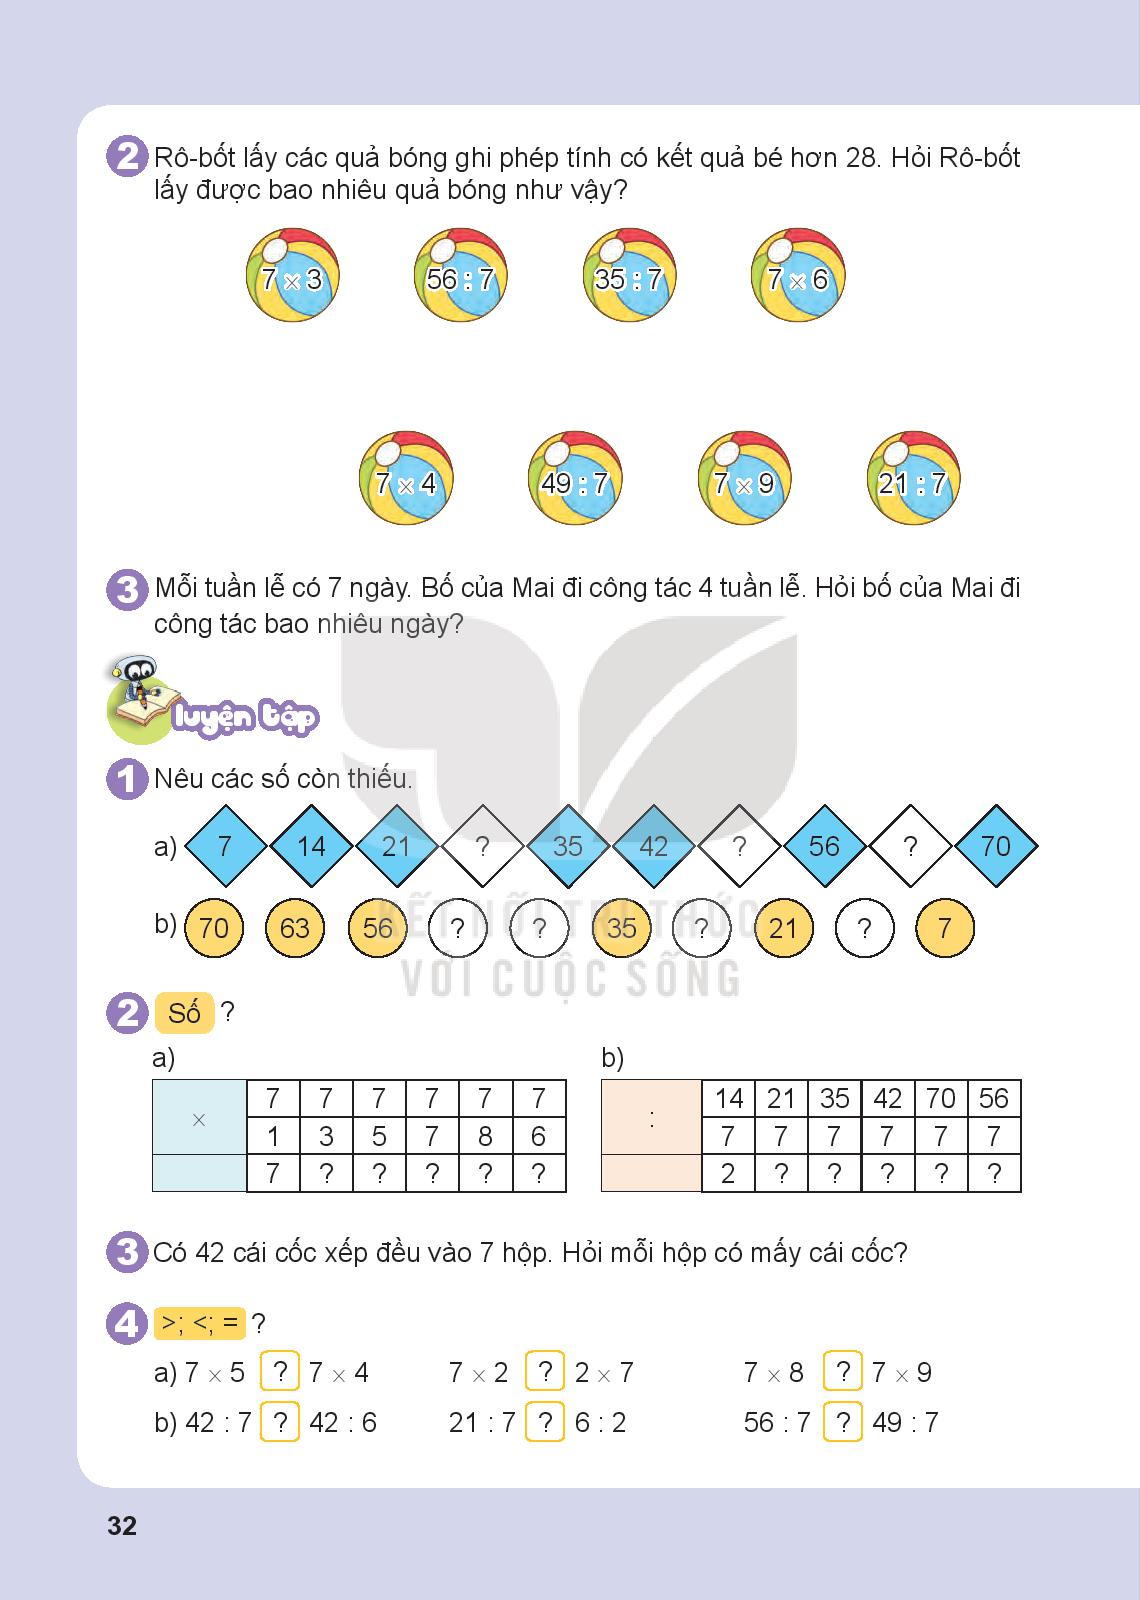 2 Rô-bốt lấy các quả bóng ghi phép tính có kết quả bé hơn 28. Hỏi Rô-bốt
lấy được bao nhiêu quả bóng như vậy?
7 × 3 56 : 7 35 : 7 7 × 6
7 × 4 49 : 7 7 × 9 21 : 7
3 Mỗi tuần lễ có 7 ngày. Bố của Mai đi công tác 4 tuần lễ. Hỏi bố của Mai đi
công tác bao nhiêu ngày?
luyện tập
1 Nêu các số còn thiếu.
a) 7 14 21 ? 35 42 ? 56 ? 70
b) 70 63 56 ? ? 35 ? 21 ? 7
KẾT NỐI TRI THỨC
VỚI CUỘC SỐNG
2 Số ?
a) b)
× 7 7 7 7 7 7 : 14 21 35 42 70 56
1 3 5 7 8 6 7 7 7 7 7 7
7 ? ? ? ? ? 2 ? ? ? ? ?
3 Có 42 cái cốc xếp đều vào 7 hộp. Hỏi mỗi hộp có mấy cái cốc?
4 >; <; = ?
a) 7 × 5 ? 7 × 4 7 × 2 ? 2 × 7 7 × 8 ? 7 × 9
b) 42 : 7 ? 42 : 6 21 : 7 ? 6 : 2 56 : 7 ? 49 : 7
32